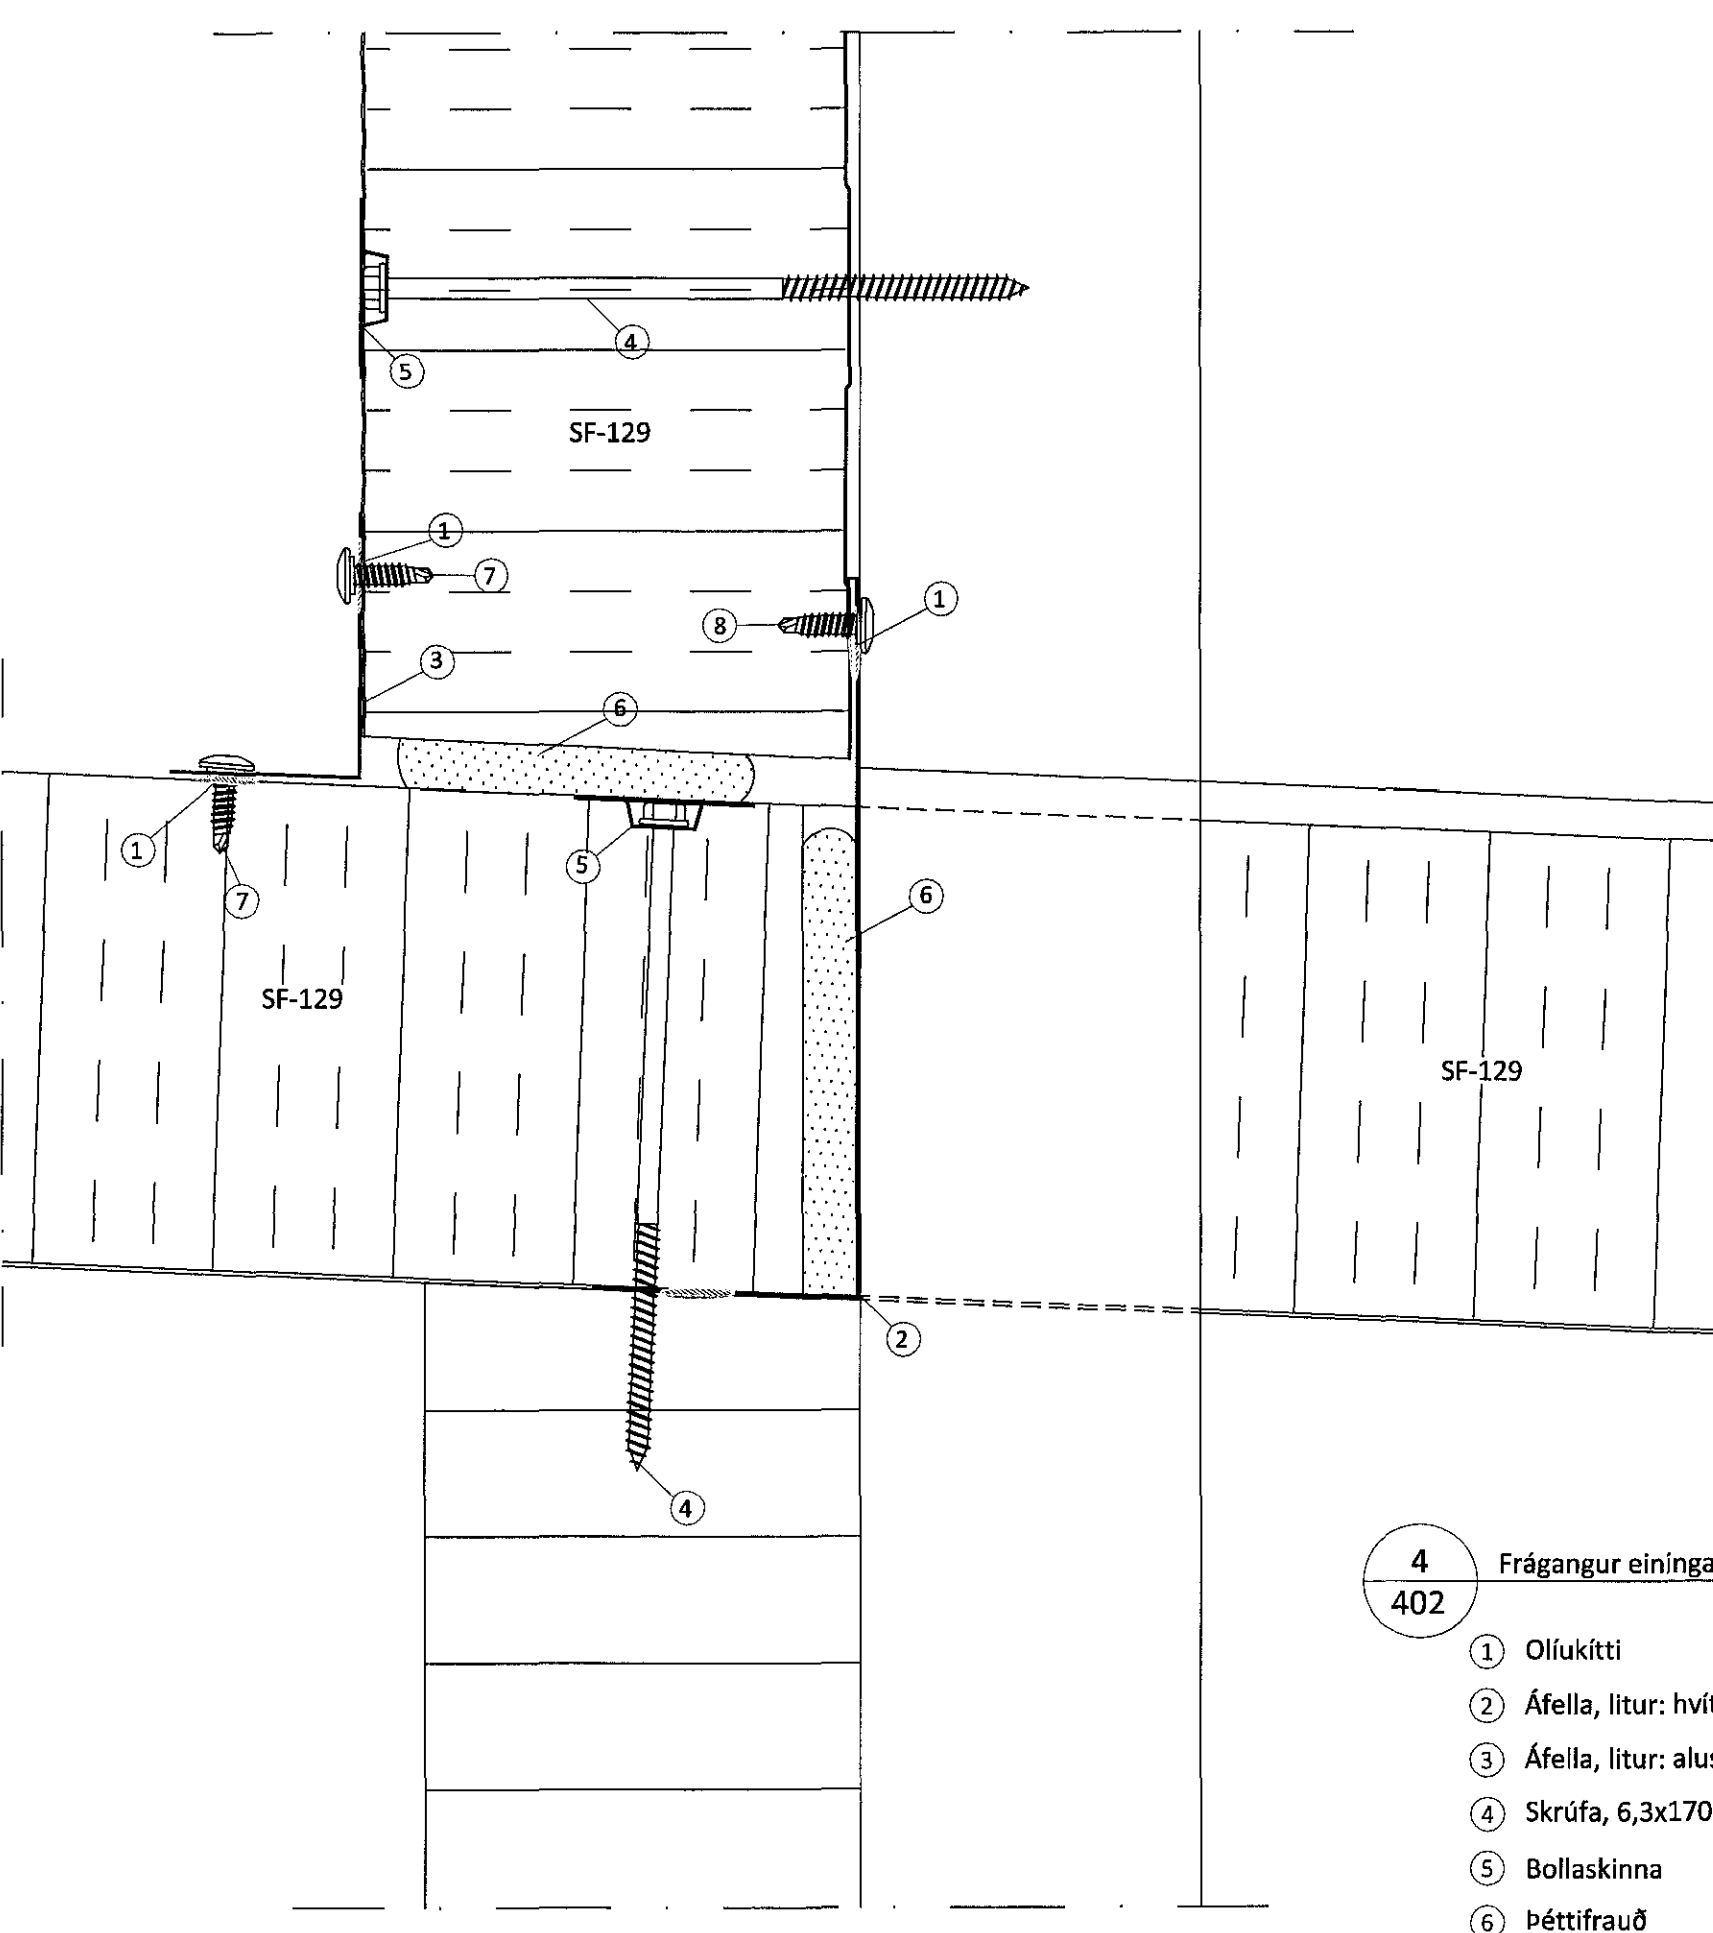 4
5
SF-129
1
7
8
1
3
6
1
7
5
6
SF-129
SF-129
2
4
4
402
Frágangur eininga
1 Olíukítti
2 Áfella, litur: hvít
3 Áfella, litur: alus
4 Skrúfa, 6,3x170
5 Bollaskinna
6 Þéttifrauð